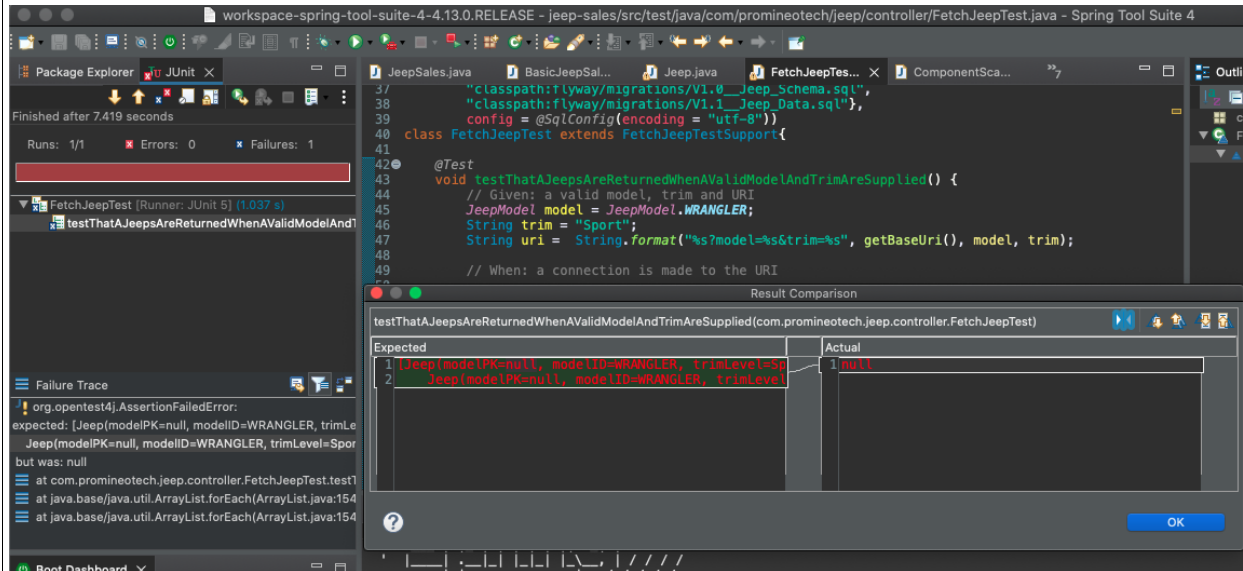 workspace-spring-tool-suite-4-4.13.0.RELEASE - jeep-sales/src/test/java/com/promineotech/jeep/controller/FetchJeepTest.java - Spring Tool Suite 4
Package Explorer JUnit
Finished after 7.419 seconds
Runs: 1/1 Errors: 0 Failures: 1
FetchJeepTest [Runner: JUnit 5] (1.037 s)
testThatAJeepsAreReturnedWhenAValidModelAndT
Failure Trace
org.opentest4j.AssertionFailedError:
expected: [Jeep(modelPK=null, modelID=WRANGLER, trimLe
Jeep(modelPK=null, modelID=WRANGLER, trimLevel=Spor
but was: null
at com.promineotech.jeep.controller.FetchJeepTest.testT
at java.base/java.util.ArrayList.forEach(ArrayList.java:154
at java.base/java.util.ArrayList.forEach(ArrayList.java:154
Boot Dashboard
JeepSales.java BasicJeepSal... Jeep.java FetchJeepTes... ComponentSca... »7
Outli
37 "classpath:flyway/migrations/V1.0__Jeep_Schema.sql",
38 "classpath:flyway/migrations/V1.1__Jeep_Data.sql"},
39 config = @SqlConfig(encoding = "utf-8"))
40 class FetchJeepTest extends FetchJeepTestSupport{
41
42 @Test
43 void testThatAJeepsAreReturnedWhenAValidModelAndTrimAreSupplied() {
44 // Given: a valid model, trim and URI
45 JeepModel model = JeepModel.WRANGLER;
46 String trim = "Sport";
47 String uri = String.format("%s?model=%s&trim=%s", getBaseUri(), model, trim);
48
49 // When: a connection is made to the URI
Result Comparison
testThatAJeepsAreReturnedWhenAValidModelAndTrimAreSupplied(com.promineotech.jeep.controller.FetchJeepTest)
Expected
1 [Jeep(modelPK=null, modelID=WRANGLER, trimLevel=Sp
2 Jeep(modelPK=null, modelID=WRANGLER, trimLevel
Actual
1 null
OK